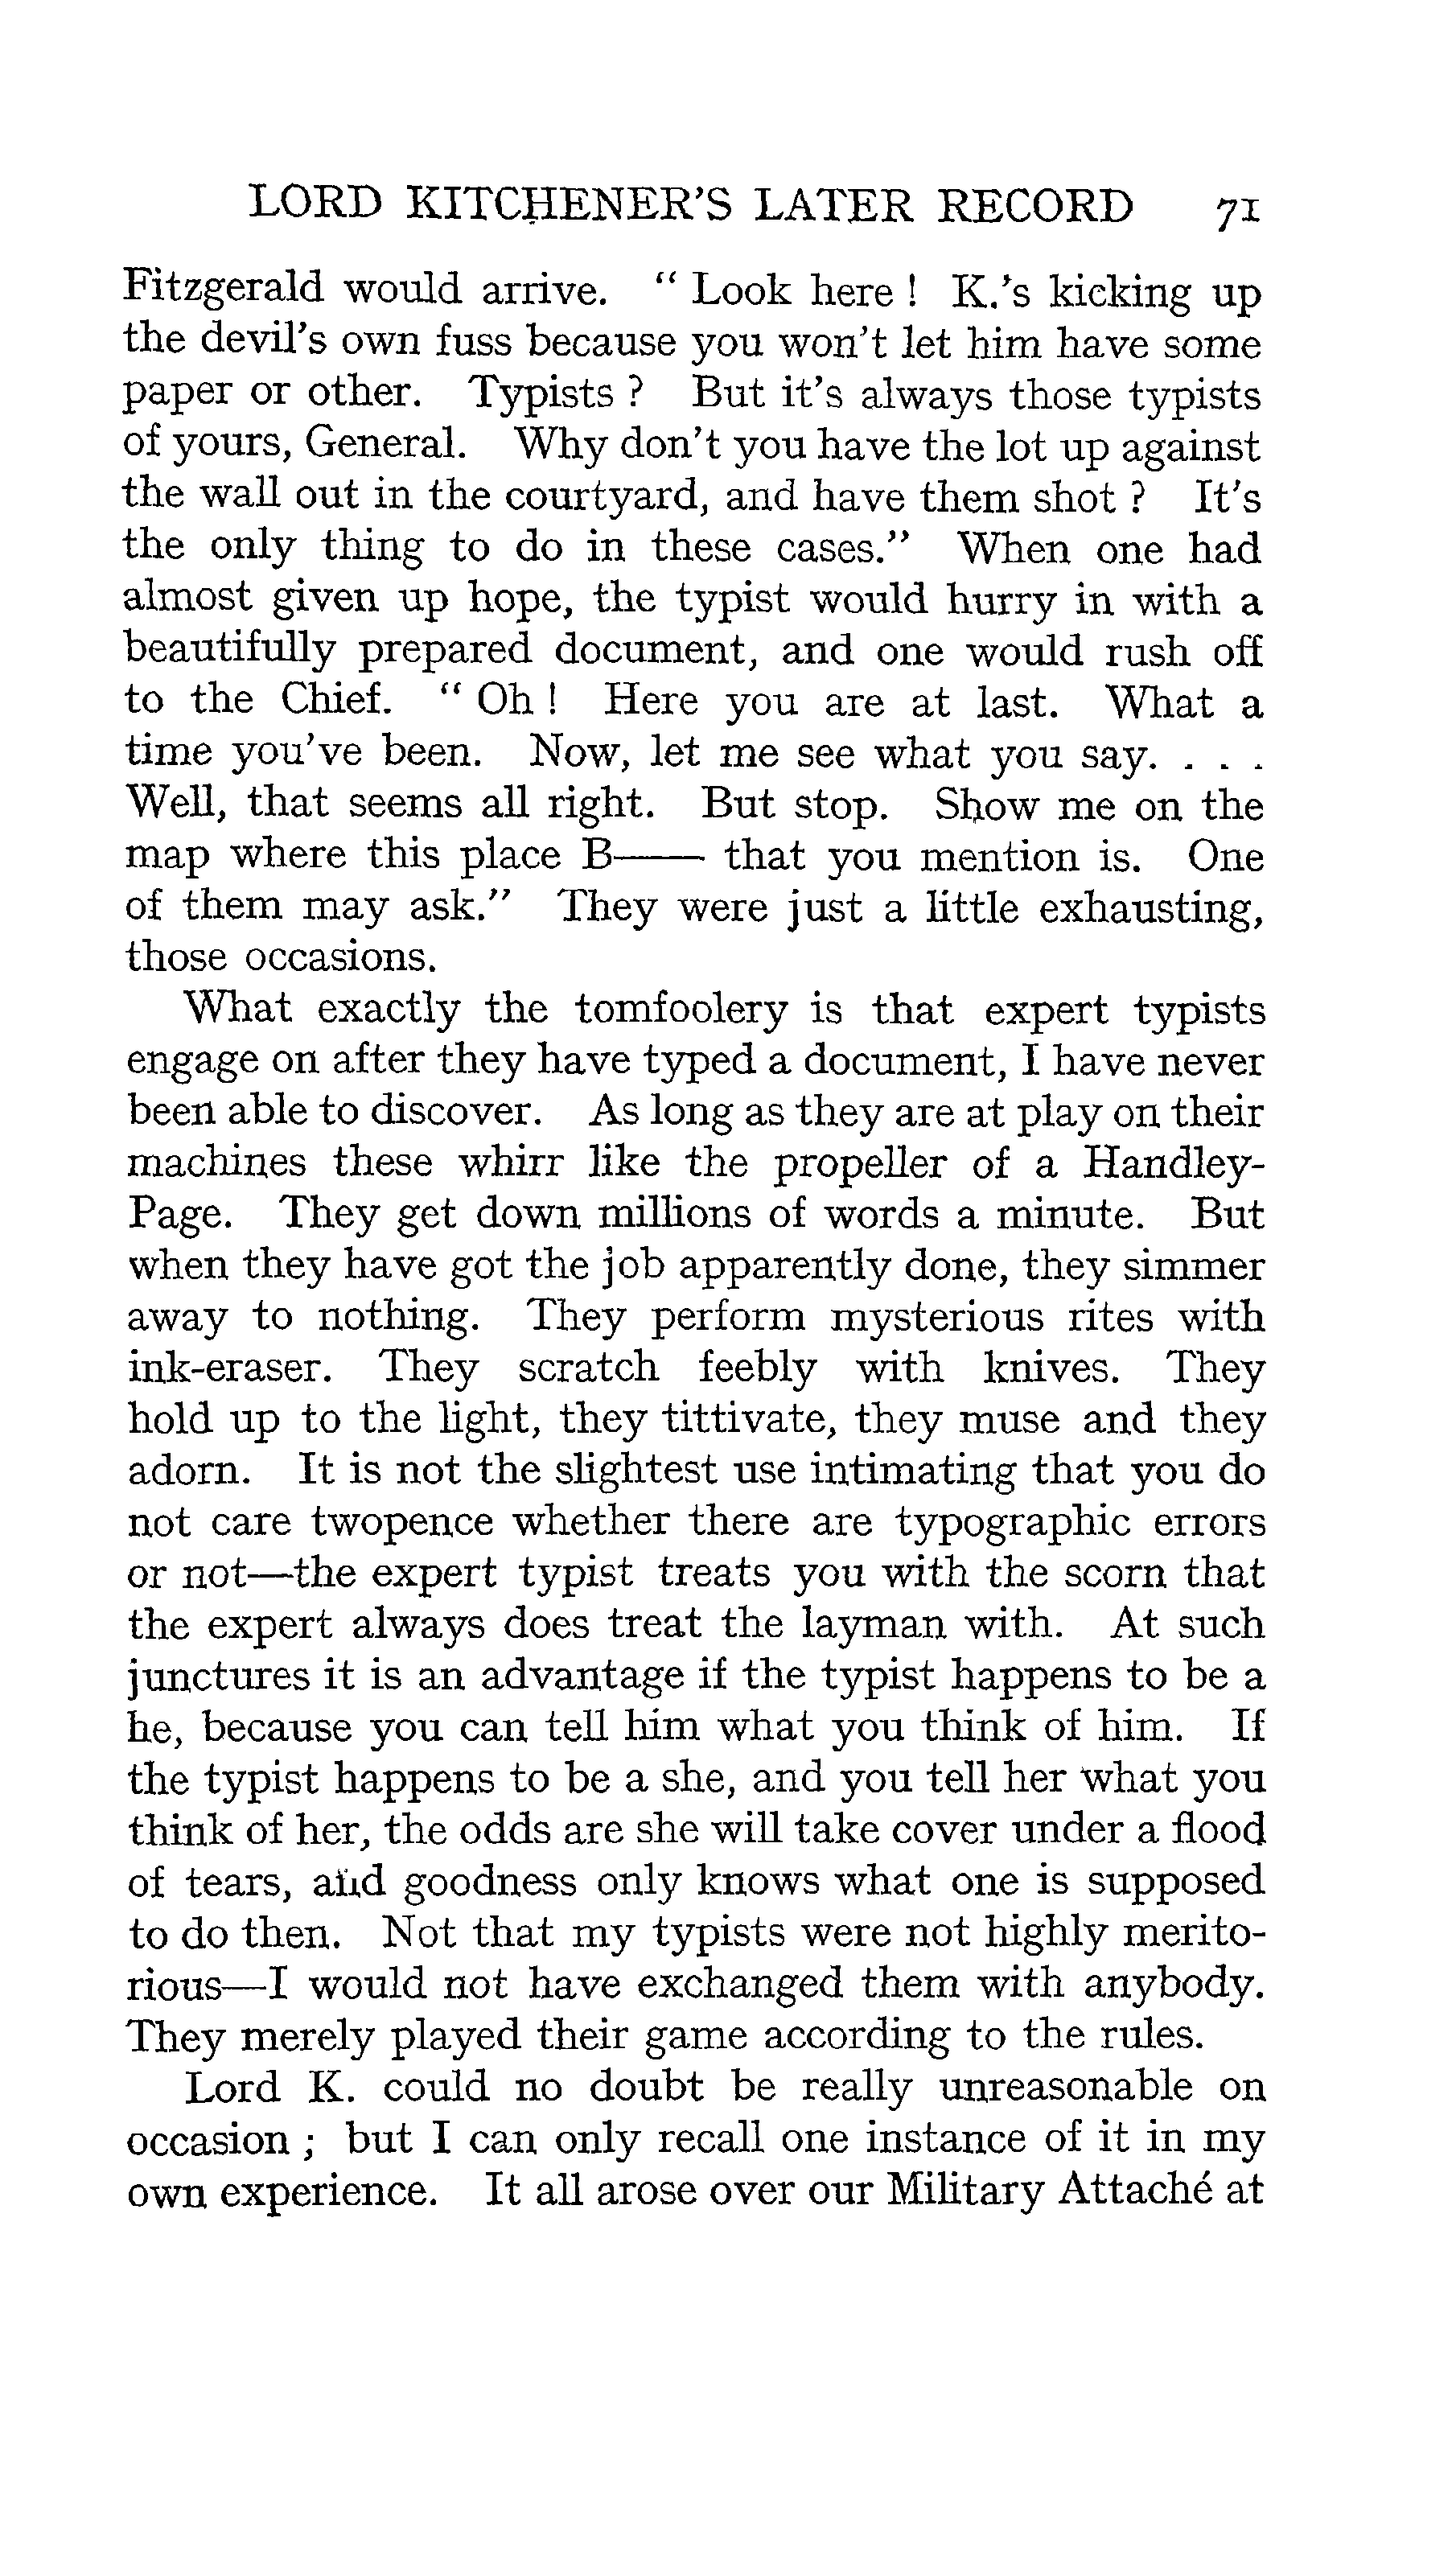 LORD KITCHENER'S LATER RECORD 71
Fitzgerald would arrive. " Look here ! K.'s kicking up
the devil's own fuss because you won't let him have some
paper or other. Typists ? But it's always those typists
of yours, General. Why don't you have the lot up against
the wall out in the courtyard, and have them shot ? It's
the only thing to do in these cases." When one had
almost given up hope, the typist would hurry in with a
beautifully prepared document, and one would rush off
to the Chief. " Oh ! Here you are at last. What a
time you've been. Now, let me see what you say. . . .
Well, that seems all right. But stop. Show me on the
map where this place B—— that you mention is. One
of them may ask." They were just a little exhausting,
those occasions.
What exactly the tomfoolery is that expert typists
engage on after they have typed a document, I have never
been able to discover. As long as they are at play on their
machines these whirr like the propeller of a Handley-
Page. They get down millions of words a minute. But
when they have got the job apparently done, they simmer
away to nothing. They perform mysterious rites with
ink-eraser. They scratch feebly with knives. They
hold up to the light, they tittivate, they muse and they
adorn. It is not the slightest use intimating that you do
not care twopence whether there are typographic errors
or not—the expert typist treats you with the scorn that
the expert always does treat the layman with. At such
junctures it is an advantage if the typist happens to be a
he, because you can tell him what you think of him. If
the typist happens to be a she, and you tell her what you
think of her, the odds are she will take cover under a flood
of tears, and goodness only knows what one is supposed
to do then. Not that my typists were not highly merito-
rious—I would not have exchanged them with anybody.
They merely played their game according to the rules.
Lord K. could no doubt be really unreasonable on
occasion ; but I can only recall one instance of it in my
own experience. It all arose over our Military Attaché at